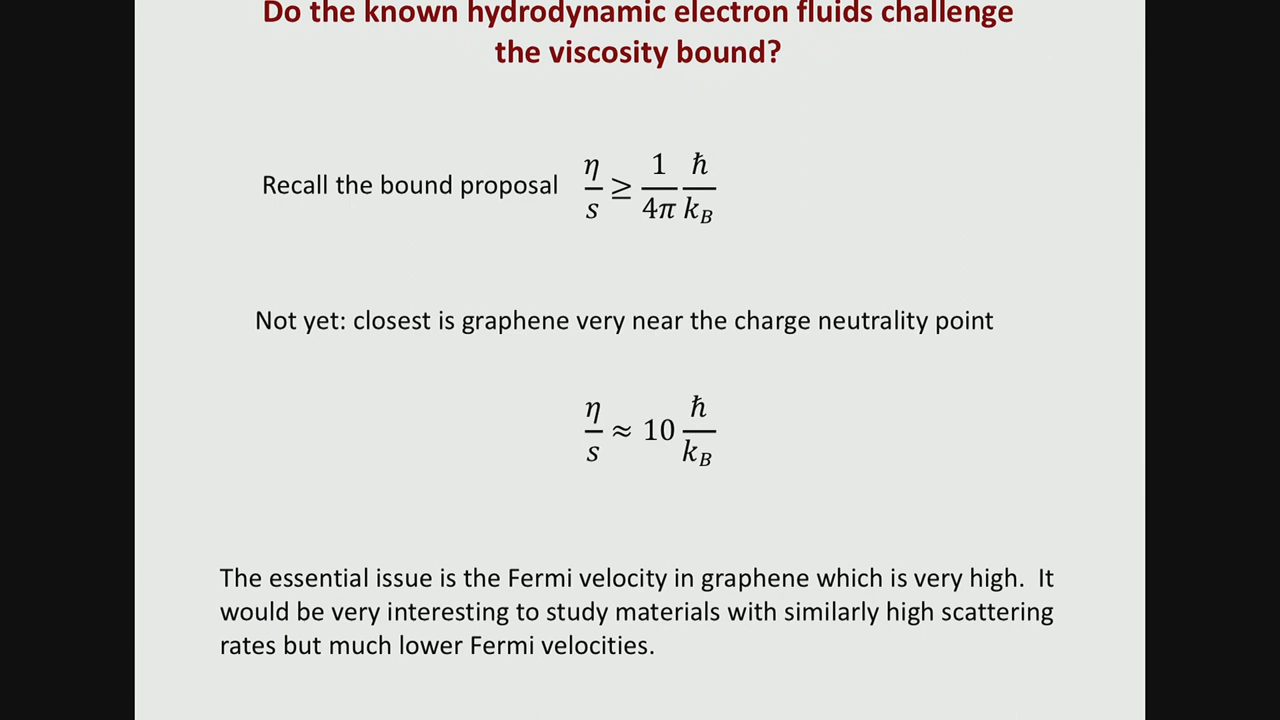 Do the known hydrodynamic electron fluids challenge
the viscosity bound?
Recall the bound proposal η/s ≥ 1/4π ħ/k_B
Not yet: closest is graphene very near the charge neutrality point
η/s ≈ 10 ħ/k_B
The essential issue is the Fermi velocity in graphene which is very high. It
would be very interesting to study materials with similarly high scattering
rates but much lower Fermi velocities.